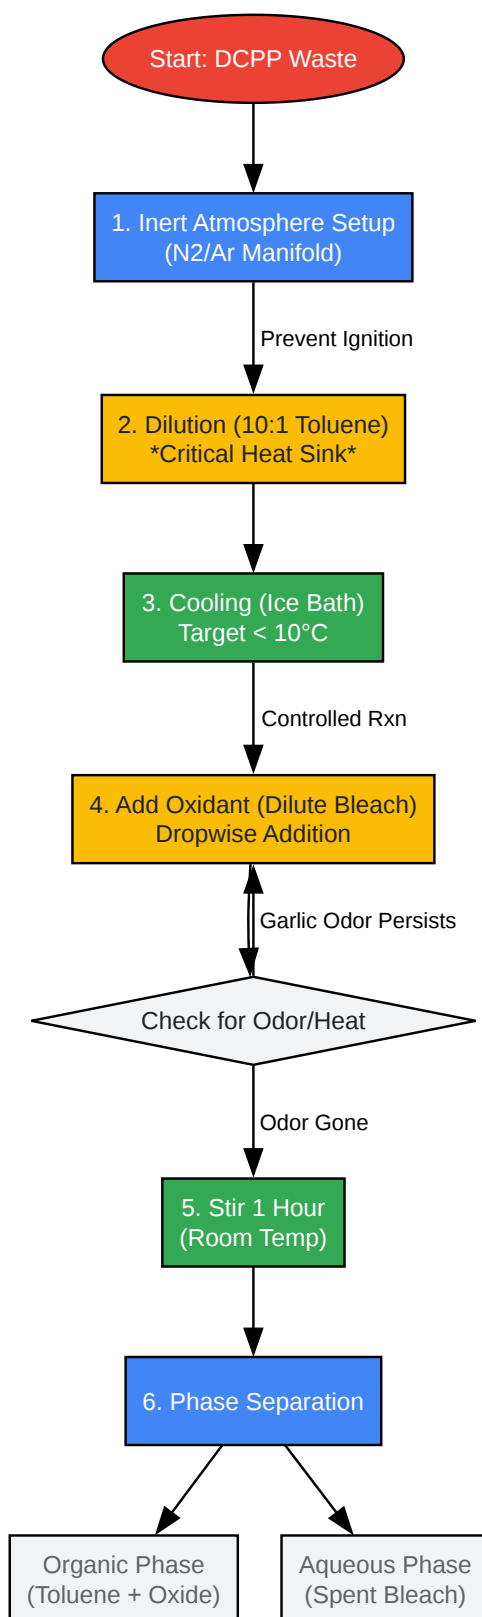 Start: DCPP Waste
1. Inert Atmosphere Setup
(N2/Ar Manifold)
Prevent Ignition
2. Dilution (10:1 Toluene)
*Critical Heat Sink*
3. Cooling (Ice Bath)
Target < 10°C
Controlled Rxn
4. Add Oxidant (Dilute Bleach)
Dropwise Addition
Garlic Odor Persists
Check for Odor/Heat
Odor Gone
5. Stir 1 Hour
(Room Temp)
6. Phase Separation
Organic Phase
(Toluene + Oxide)
Aqueous Phase
(Spent Bleach)